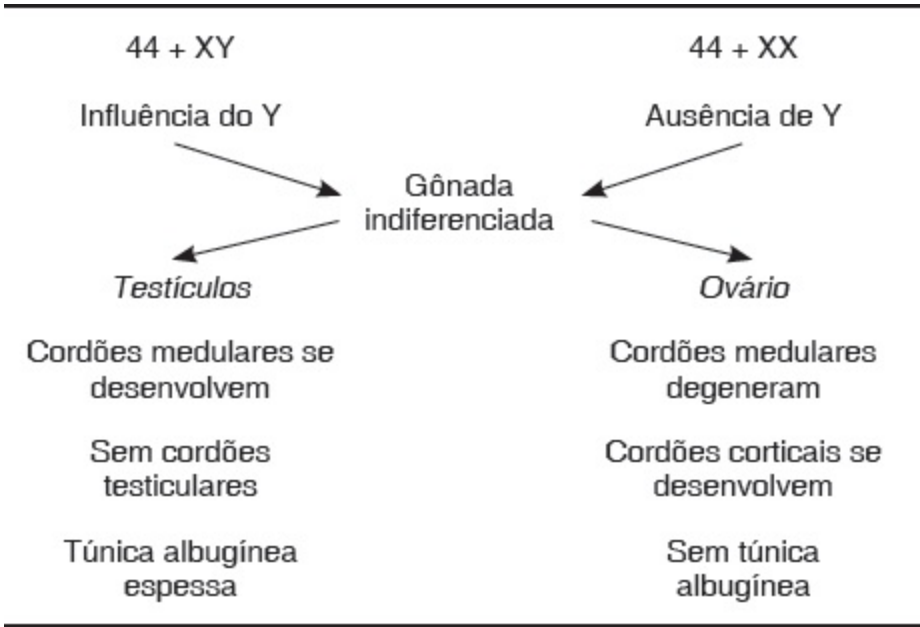 44 + XY
Influência do Y
44 + XX
Ausência de Y
Gônada
indiferenciada
Testículos
Cordões medulares se
desenvolvem
Sem cordões
testiculares
Túnica albugínea
espessa
Ovário
Cordões medulares
degeneram
Cordões corticais se
desenvolvem
Sem túnica
albugínea